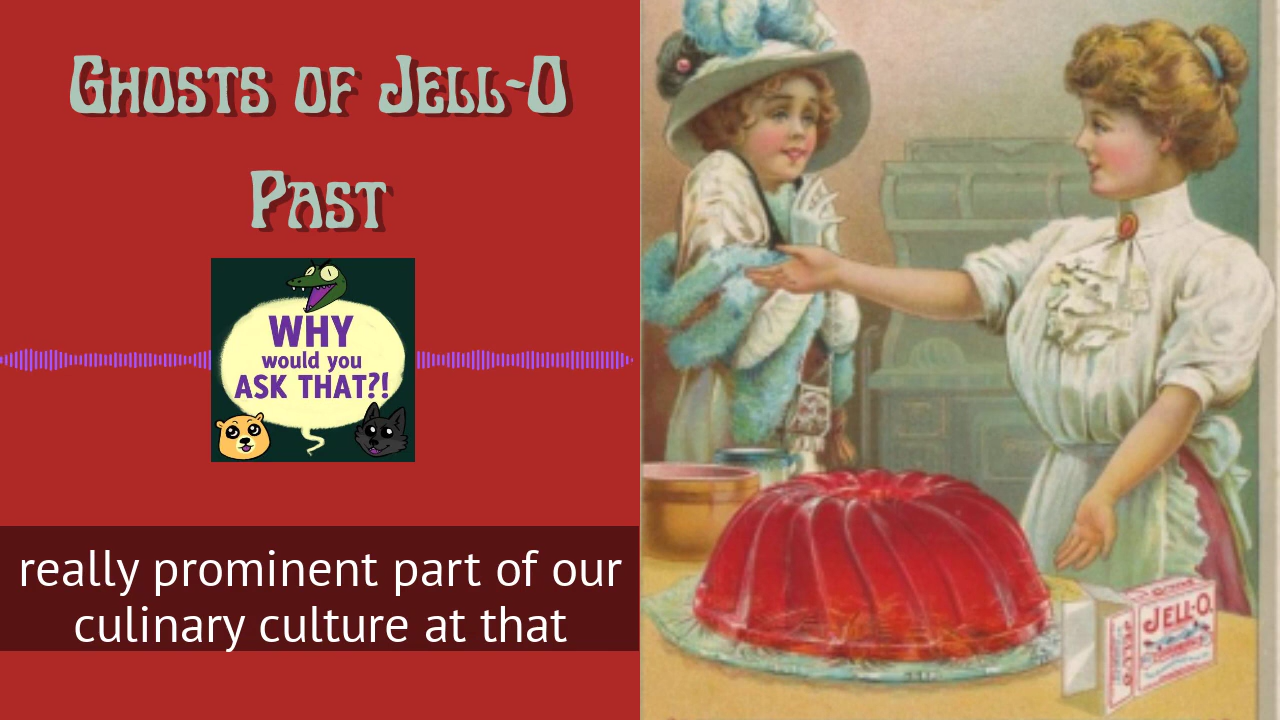 Ghosts of Jell-O
Past
WHY
would you
ASK THAT?!
really prominent part of our
culinary culture at that
JELL-O
JELL-O.